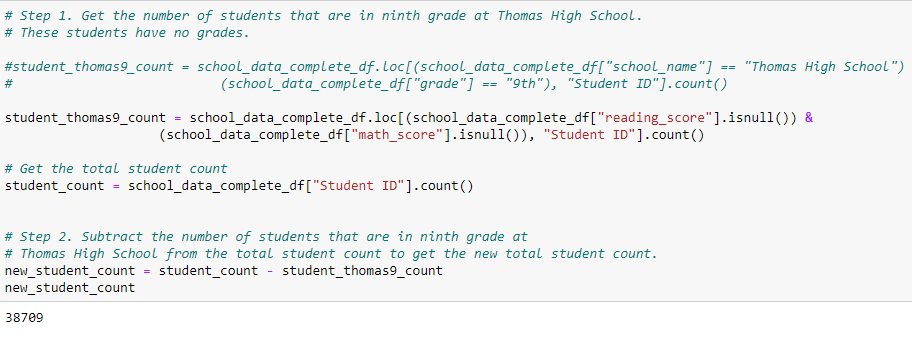 # Step 1. Get the number of students that are in ninth grade at Thomas High School.
# These students have no grades.
#student_thomas9_count = school_data_complete_df.loc[(school_data_complete_df["school_name"] == "Thomas High School")
#                           (school_data_complete_df["grade"] == "9th"), "Student ID"].count()
student_thomas9_count = school_data_complete_df.loc[(school_data_complete_df["reading_score"].isnull()) &
                    (school_data_complete_df["math_score"].isnull()), "Student ID"].count()
# Get the total student count
student_count = school_data_complete_df["Student ID"].count()
# Step 2. Subtract the number of students that are in ninth grade at
# Thomas High School from the total student count to get the new total student count.
new_student_count = student_count - student_thomas9_count
new_student_count
38709